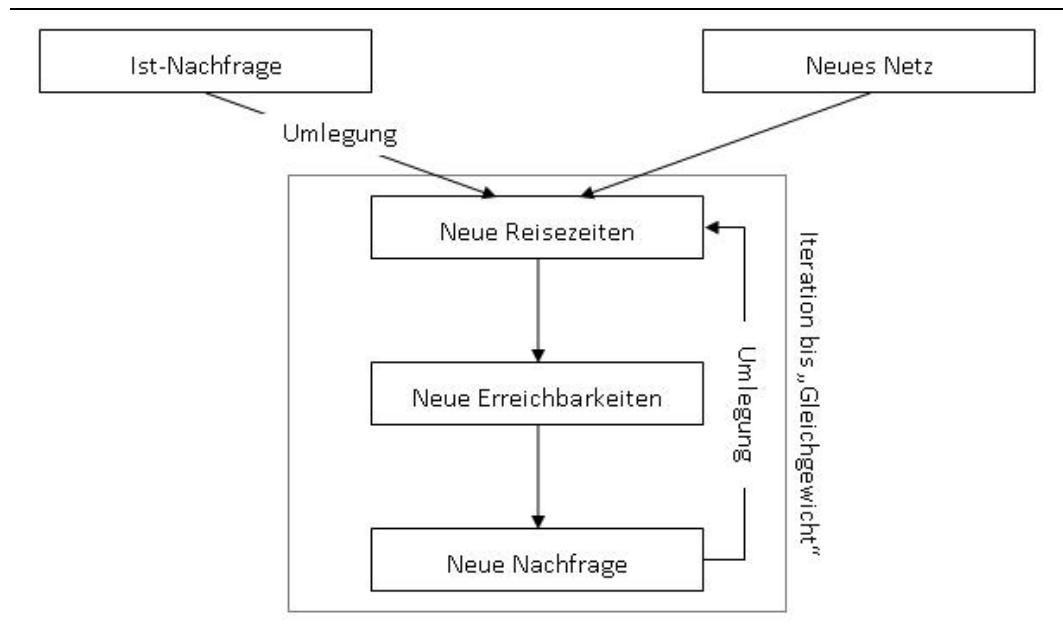 Ist-Nachfrage
Neues Netz
Umlegung
Neue Reisezeiten
Neue Erreichbarkeiten
Neue Nachfrage
Umlegung
Iteration bis „Gleichgewicht“